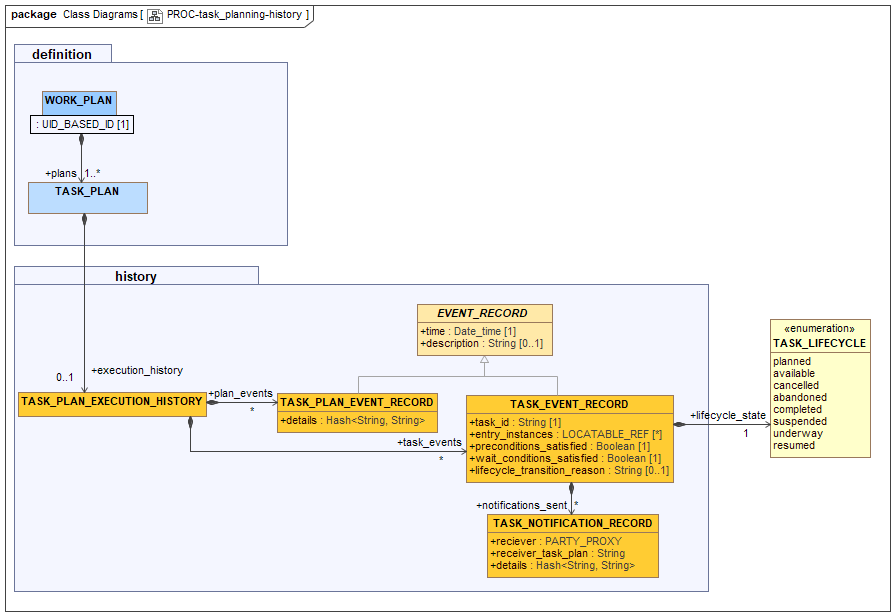 package Class Diagrams [ PROC-task_planning-history ]
definition
WORK_PLAN
: UID_BASED_ID [1]
+plans 1..*
TASK_PLAN
history
EVENT_RECORD
+time : Date_time [1]
+description : String [0..1]
«enumeration»
TASK_LIFECYCLE
planned
available
cancelled
abandoned
completed
suspended
underway
resumed
0..1 +execution_history
TASK_PLAN_EXECUTION_HISTORY
+plan_events
*
TASK_PLAN_EVENT_RECORD
+details : Hash<String, String>
+task_events
*
TASK_EVENT_RECORD
+task_id : String [1]
+entry_instances : LOCATABLE_REF [*]
+preconditions_satisfied : Boolean [1]
+wait_conditions_satisfied : Boolean [1]
+lifecycle_transition_reason : String [0..1]
+lifecycle_state
1
+notifications_sent *
TASK_NOTIFICATION_RECORD
+reciever : PARTY_PROXY
+receiver_task_plan : String
+details : Hash<String, String>